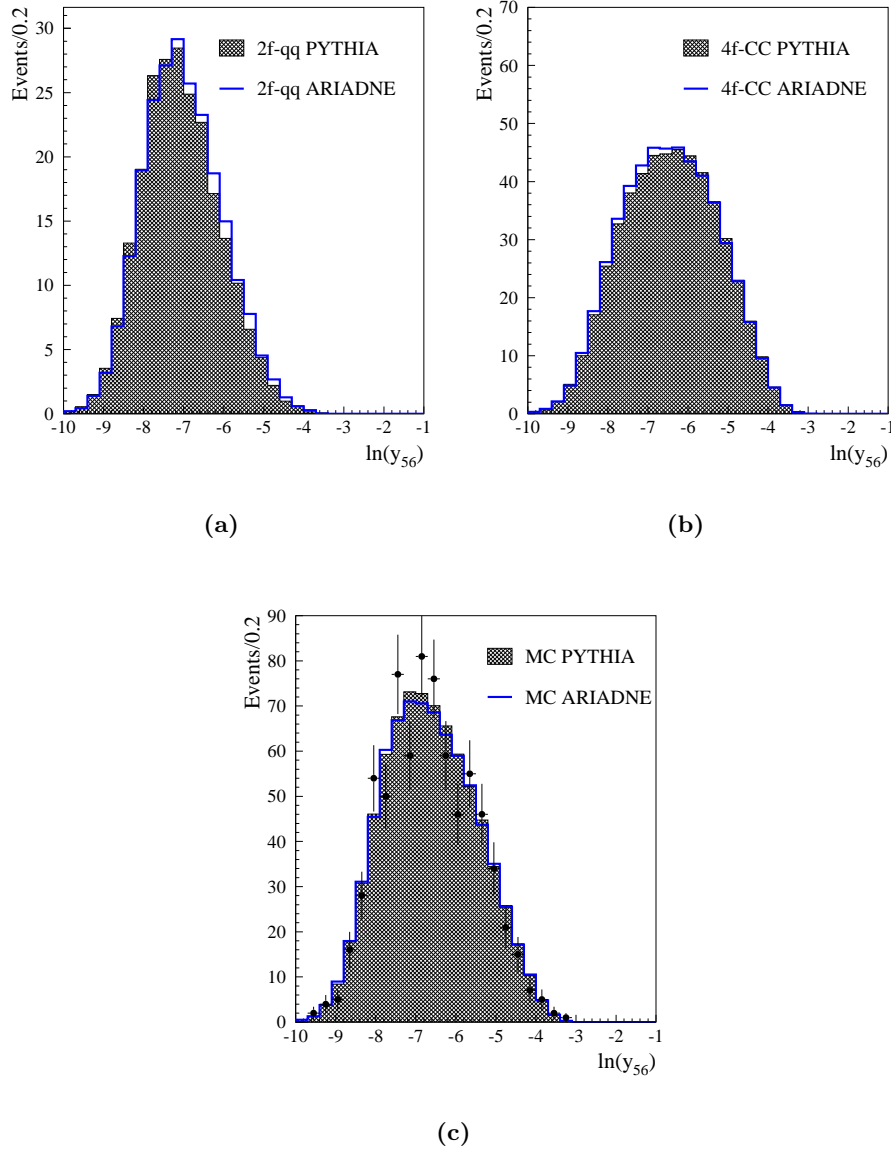 Events/0.2
30
25
20
15
10
5
0
2f-qq PYTHIA
2f-qq ARIADNE
-10 -9 -8 -7 -6 -5 -4 -3 -2 -1
ln(y56)
(a)
Events/0.2
70
60
50
40
30
20
10
0
4f-CC PYTHIA
4f-CC ARIADNE
-10 -9 -8 -7 -6 -5 -4 -3 -2 -1
ln(y56)
(b)
Events/0.2
90
80
70
60
50
40
30
20
10
0
MC PYTHIA
MC ARIADNE
-10 -9 -8 -7 -6 -5 -4 -3 -2 -1
ln(y56)
(c)